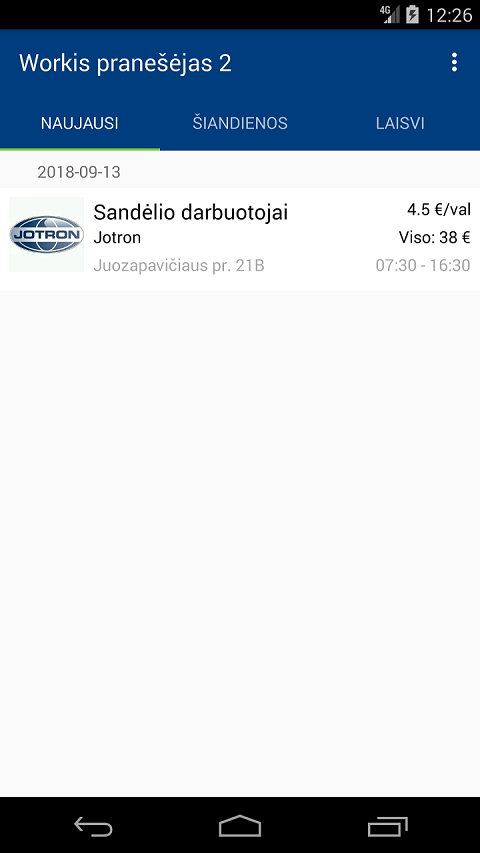 4G 12:26
Workis pranešėjas 2
NAUJAUSI ŠIANDIENOS LAISVI
2018-09-13
JOTRON
Sandėlio darbuotojai 4.5 €/val
Jotron Viso: 38 €
Juozapavičiaus pr. 21B 07:30 - 16:30